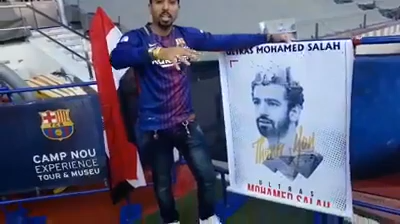 ULTRAS MOHAMED SALAH
CAMP NOU
EXPERIENCE
TOUR & MUSEU
Thank You
ULTRAS
MOHAMED SALAH